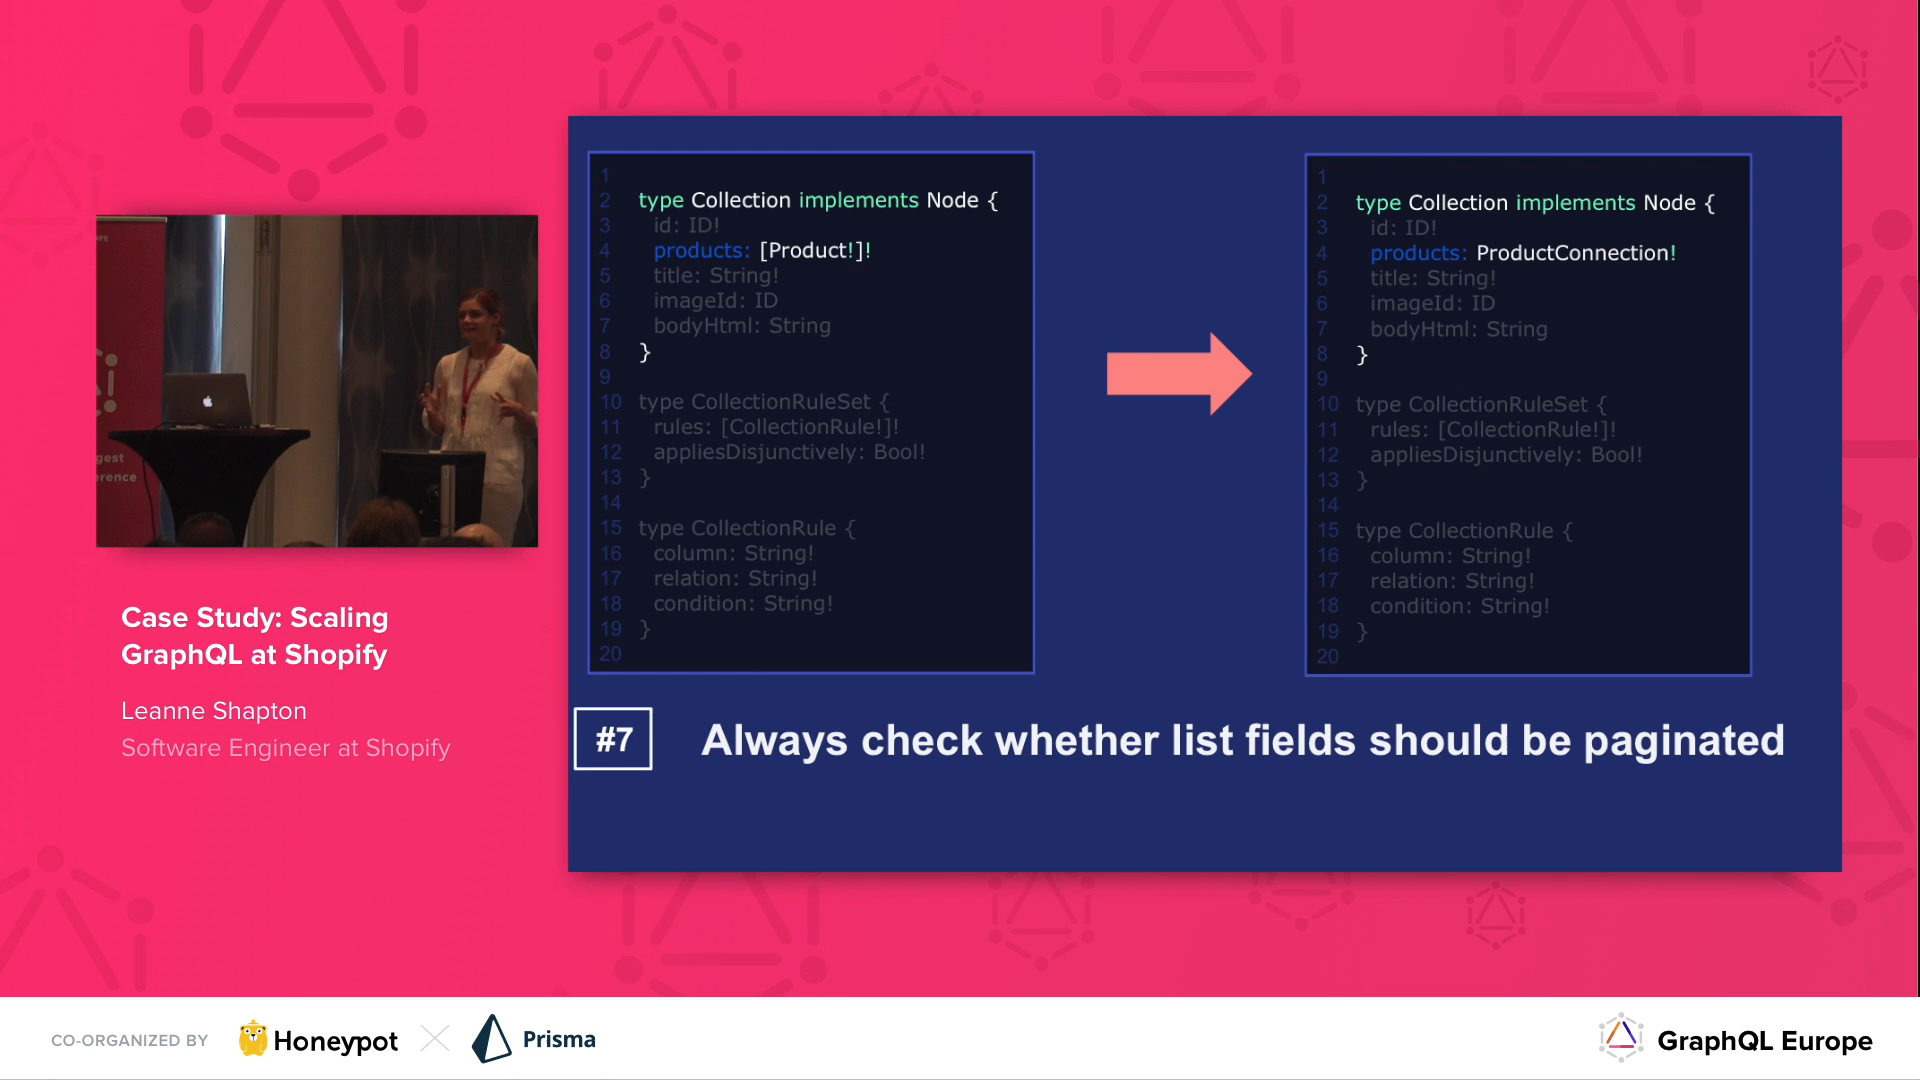 gest
erence
Case Study: Scaling
GraphQL at Shopify
Leanne Shapton
Software Engineer at Shopify
1
2 type Collection implements Node {
3 id: ID!
4 products: [Product!]!
5 title: String!
6 imageId: ID
7 bodyHtml: String
8 }
9
10 type CollectionRuleSet {
11 rules: [CollectionRule!]!
12 appliesDisjunctively: Bool!
13 }
14
15 type CollectionRule {
16 column: String!
17 relation: String!
18 condition: String!
19 }
20
1
2 type Collection implements Node {
3 id: ID!
4 products: ProductConnection!
5 title: String!
6 imageId: ID
7 bodyHtml: String
8 }
9
10 type CollectionRuleSet {
11 rules: [CollectionRule!]!
12 appliesDisjunctively: Bool!
13 }
14
15 type CollectionRule {
16 column: String!
17 relation: String!
18 condition: String!
19 }
20
#7 Always check whether list fields should be paginated
CO-ORGANIZED BY Honeypot Prisma
GraphQL Europe